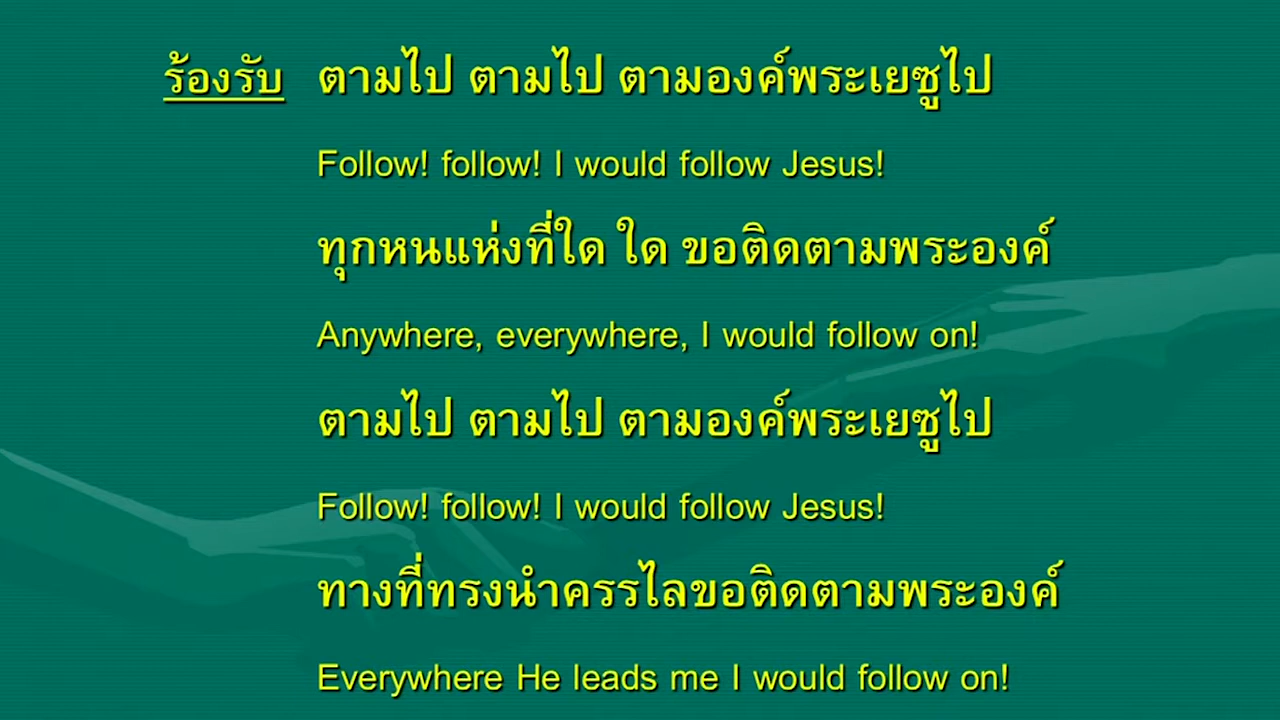 ร้องรับ ตามไป ตามไป ตามองค์พระเยซูไป
Follow! follow! I would follow Jesus!
ทุกหนแห่งที่ใด ใด ขอติดตามพระองค์
Anywhere, everywhere, I would follow on!
ตามไป ตามไป ตามองค์พระเยซูไป
Follow! follow! I would follow Jesus!
ทางที่ทรงนำครรไลขอติดตามพระองค์
Everywhere He leads me I would follow on!